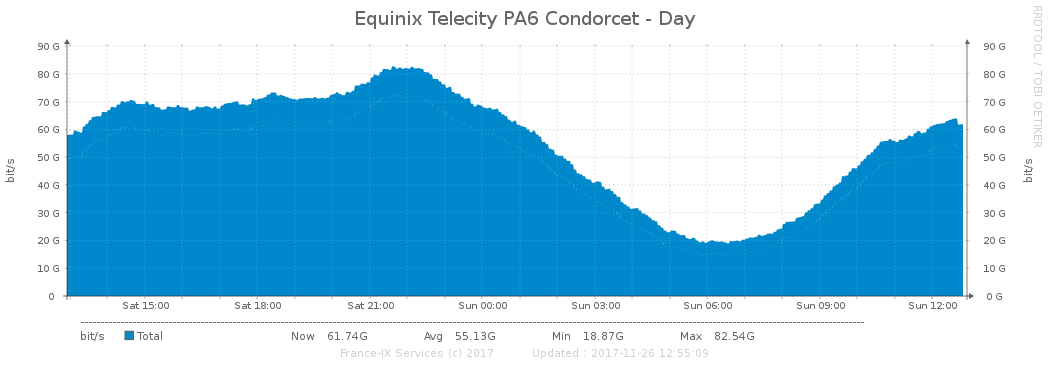 Equinix Telecity PA6 Condorcet - Day
RRDTOOL / TOBI OETIKER
90 G 90 G
80 G 80 G
70 G 70 G
60 G 60 G
50 G 50 G
40 G 40 G
30 G 30 G
20 G 20 G
10 G 10 G
0 0 G
bit/s bit/s
Sat 15:00 Sat 18:00 Sat 21:00 Sun 00:00 Sun 03:00 Sun 06:00 Sun 09:00 Sun 12:00
bit/s Total Now 61.74G Avg 55.13G Min 18.87G Max 82.54G
France-IX Services (c) 2017 Updated : 2017-11-26 12:55:09